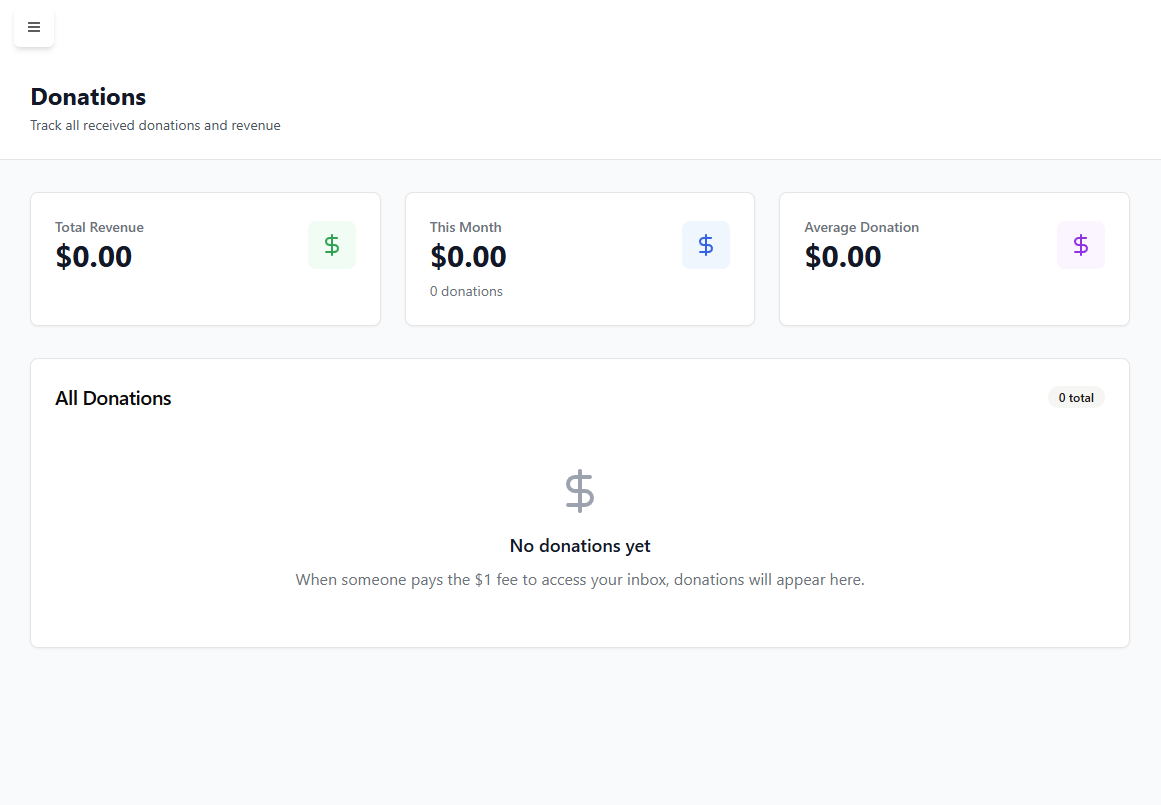 Donations
Track all received donations and revenue
Total Revenue
$0.00
$
This Month
$0.00
0 donations
$
Average Donation
$0.00
$
All Donations
0 total
$
No donations yet
When someone pays the $1 fee to access your inbox, donations will appear here.